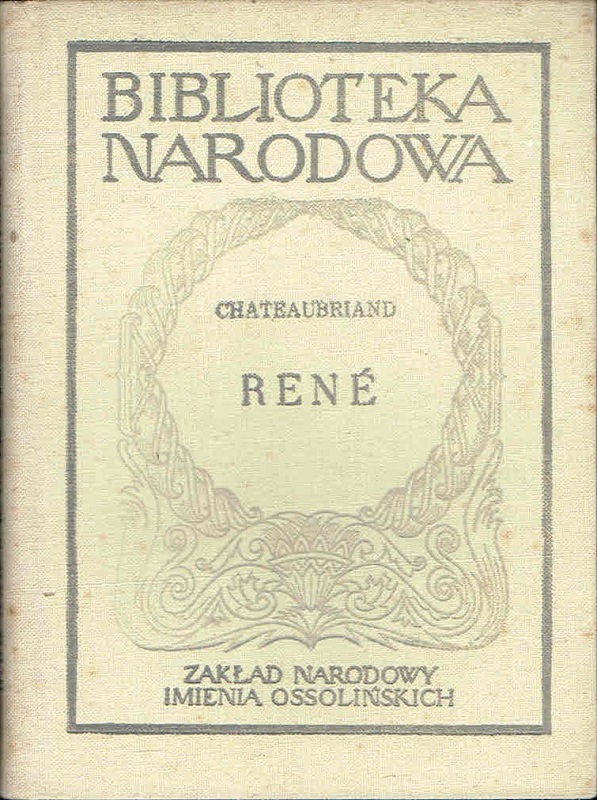 BIBLIOTEKA
NARODOWA
CHATEAUBRIAND
RENÉ
ZAKŁAD NARODOWY
IMIENIA OSSOLIŃSKICH